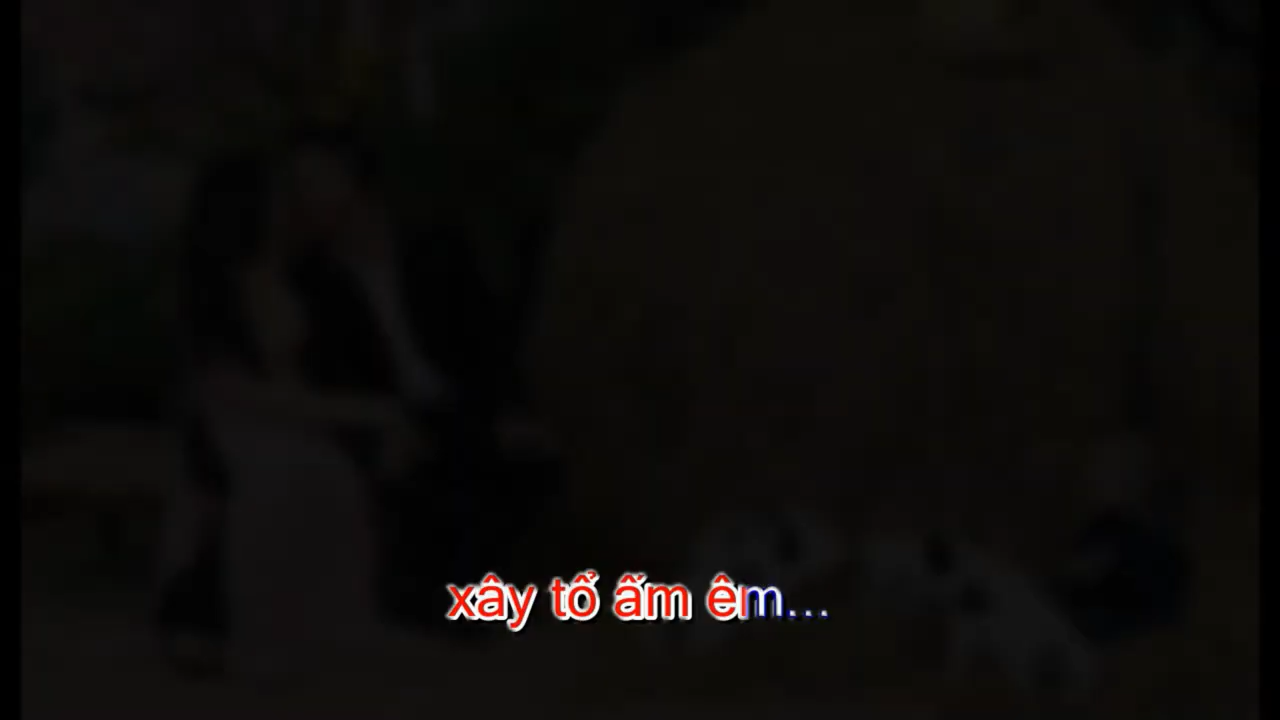 xây tổ ấm êm...